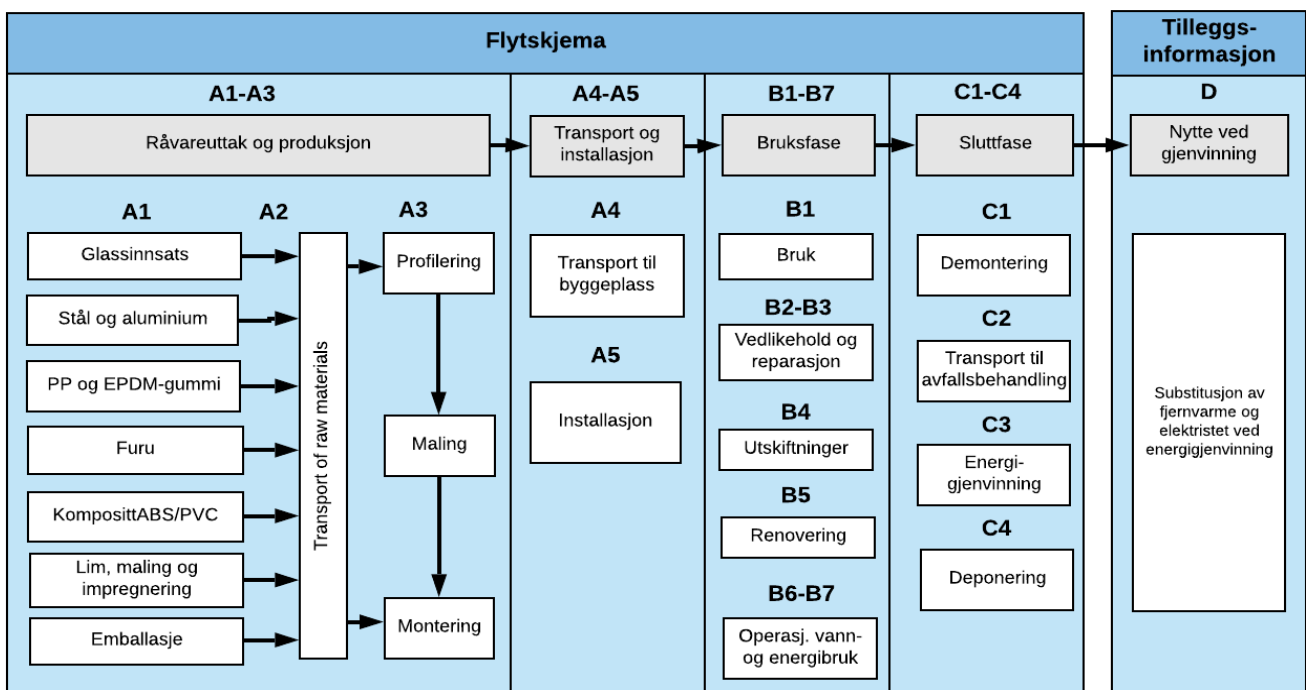 Flytskjema
Tilleggs-
informasjon
A1-A3
A4-A5
B1-B7
C1-C4
D
Råvareuttak og produksjon
Transport og
installasjon
Bruksfase
Sluttfase
Nytte ved
gjenvinning
A1
A2
A3
Glassinnsats
Stål og aluminium
PP og EPDM-gummi
Furu
KomposittABS/PVC
Lim, maling og
impregnering
Emballasje
Transport of raw materials
Profilering
Maling
Montering
A4
Transport til
byggeplass
A5
Installasjon
B1
Bruk
B2-B3
Vedlikehold og
reparasjon
B4
Utskiftninger
B5
Renovering
B6-B7
Operasj. vann-
og energibruk
C1
Demontering
C2
Transport til
avfallsbehandling
C3
Energi-
gjenvinning
C4
Deponering
Substitusjon av
fjernvarme og
elektristet ved
energigjenvinning